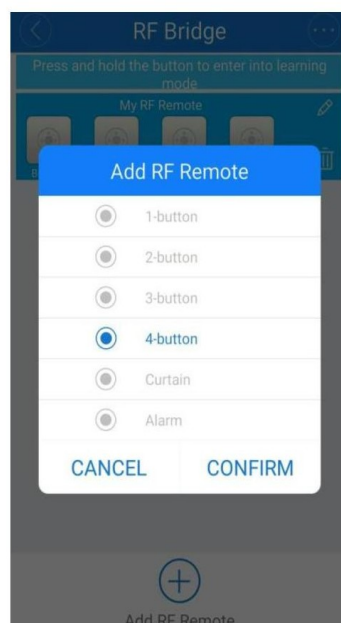 RF Bridge
Press and hold the button to enter into learning
mode
My RF Remote
Add RF Remote
1-button
2-button
3-button
4-button
Curtain
Alarm
CANCEL
CONFIRM
Add RF Remote